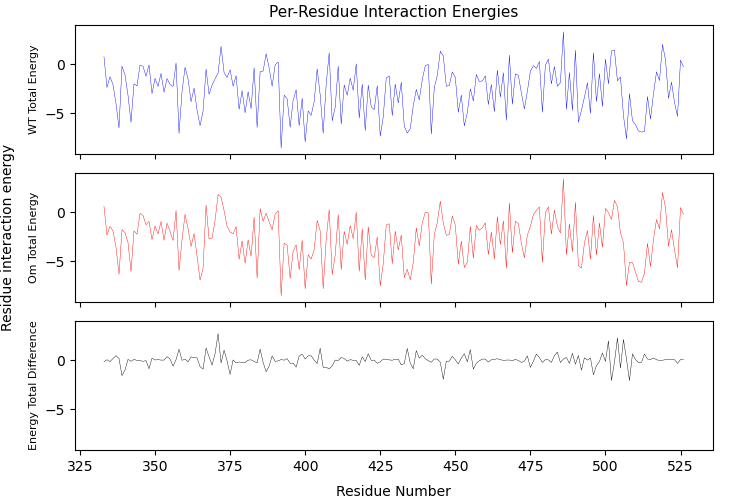 Per-Residue Interaction Energies
Residue interaction energy
WT Total Energy
0
−5
Om Total Energy
0
−5
Energy Total Difference
0
−5
325 350 375 400 425 450 475 500 525
Residue Number